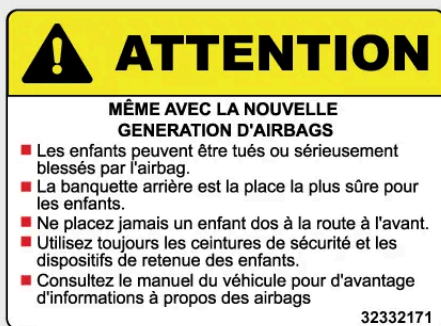 ATTENTION
MÊME AVEC LA NOUVELLE
GENERATION D'AIRBAGS
Les enfants peuvent être tués ou sérieusement
blessés par l'airbag.
La banquette arrière est la place la plus sûre pour
les enfants.
Ne placez jamais un enfant dos à la route à l'avant.
Utilisez toujours les ceintures de sécurité et les
dispositifs de retenue des enfants.
Consultez le manuel du véhicule pour d'avantage
d'informations à propos des airbags
32332171